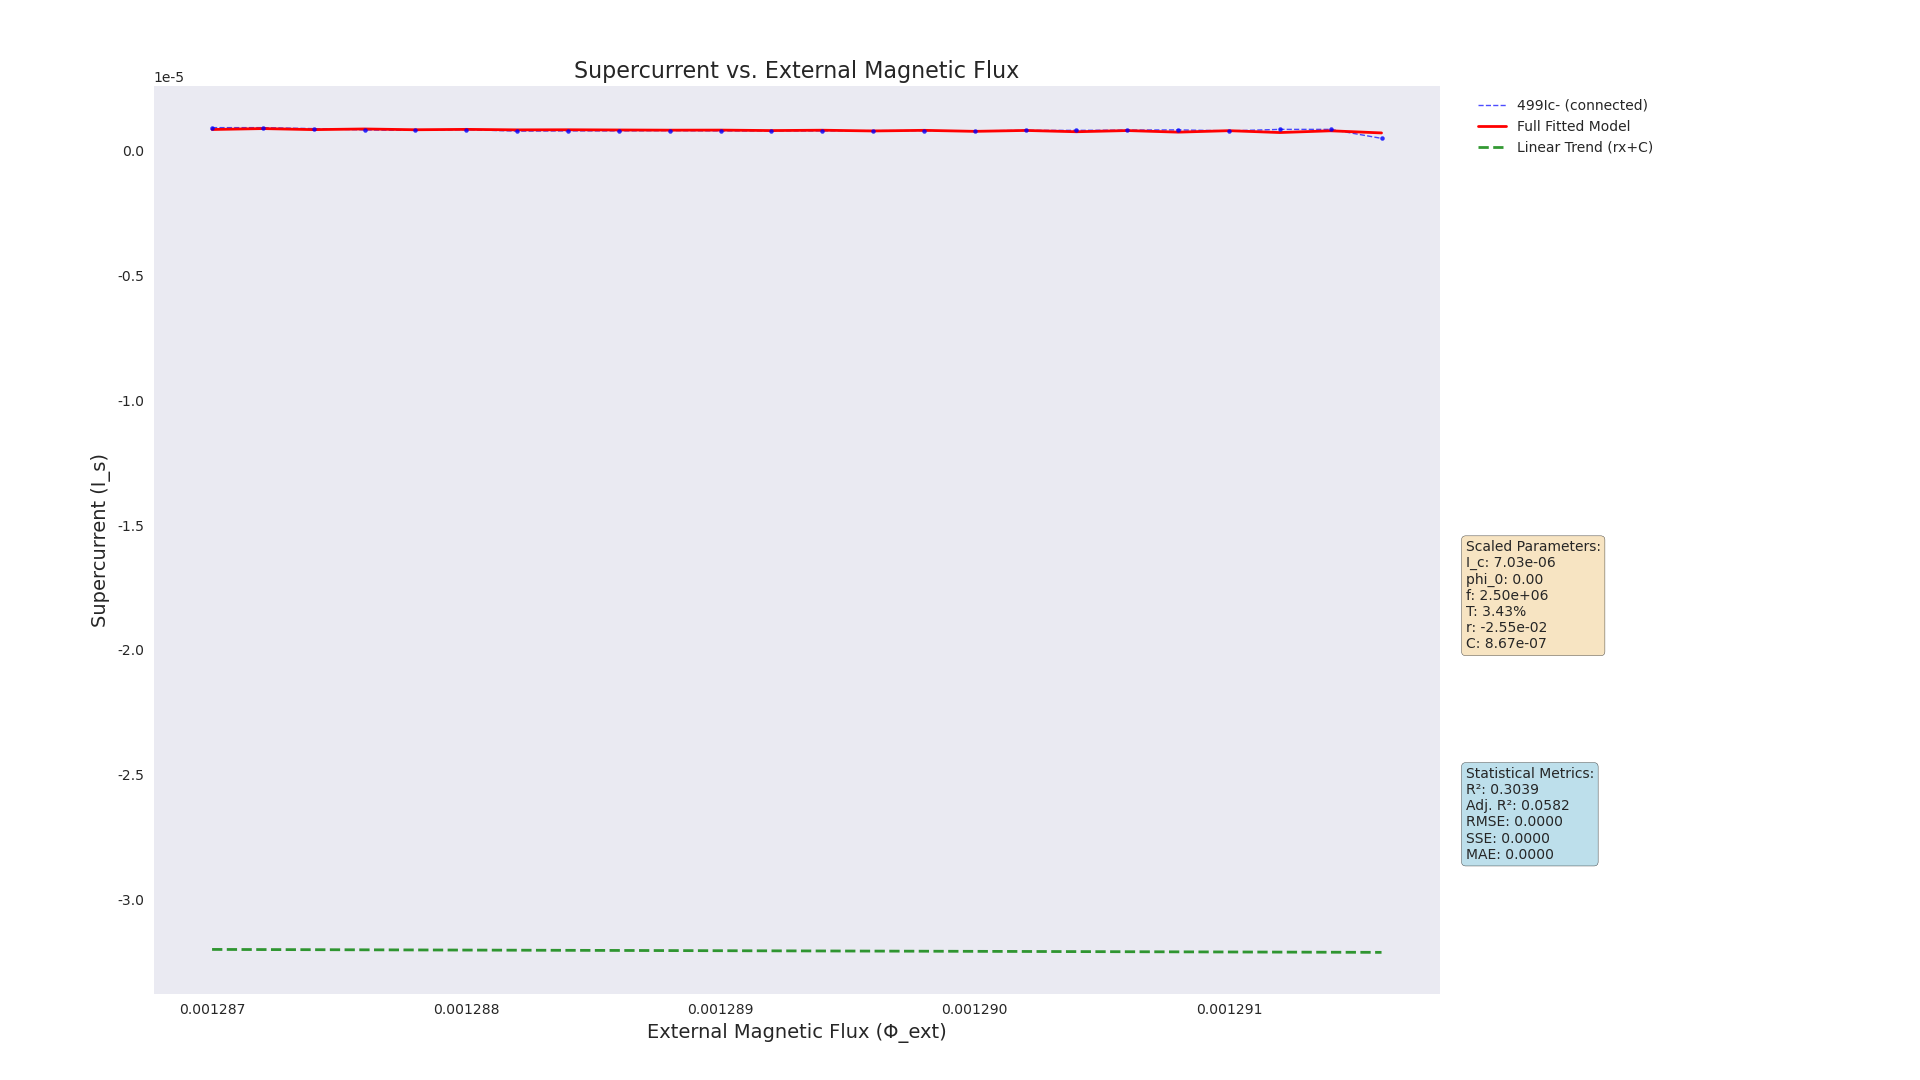 Supercurrent vs. External Magnetic Flux
1e-5
0.0
-0.5
-1.0
-1.5
-2.0
-2.5
-3.0
Supercurrent (I_s)
0.001287
0.001288
0.001289
0.001290
0.001291
External Magnetic Flux (Φ_ext)
499Ic- (connected)
Full Fitted Model
Linear Trend (rx+C)
Scaled Parameters:
I_c: 7.03e-06
phi_0: 0.00
f: 2.50e+06
T: 3.43%
r: -2.55e-02
C: 8.67e-07
Statistical Metrics:
R²: 0.3039
Adj. R²: 0.0582
RMSE: 0.0000
SSE: 0.0000
MAE: 0.0000